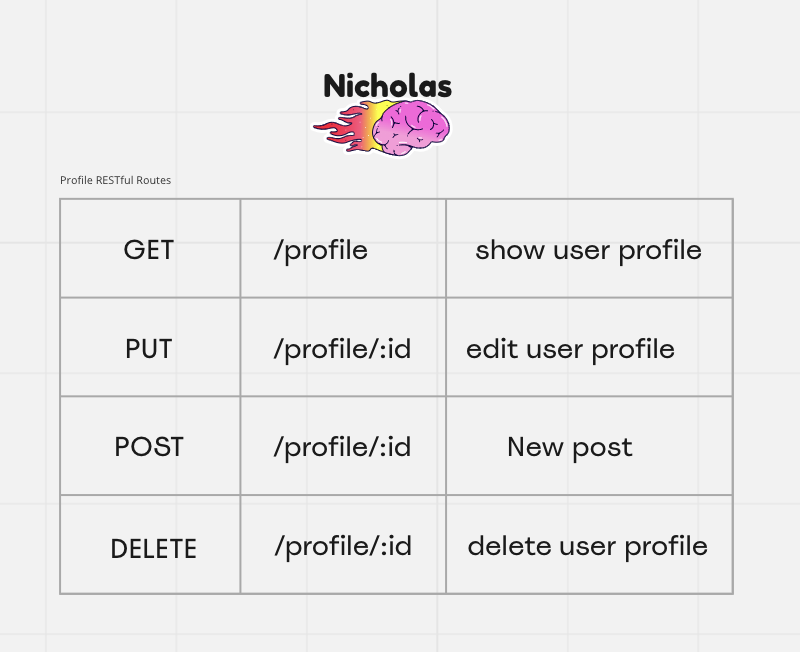 Nicholas
Profile RESTful Routes
GET /profile show user profile
PUT /profile/:id edit user profile
POST /profile/:id New post
DELETE /profile/:id delete user profile